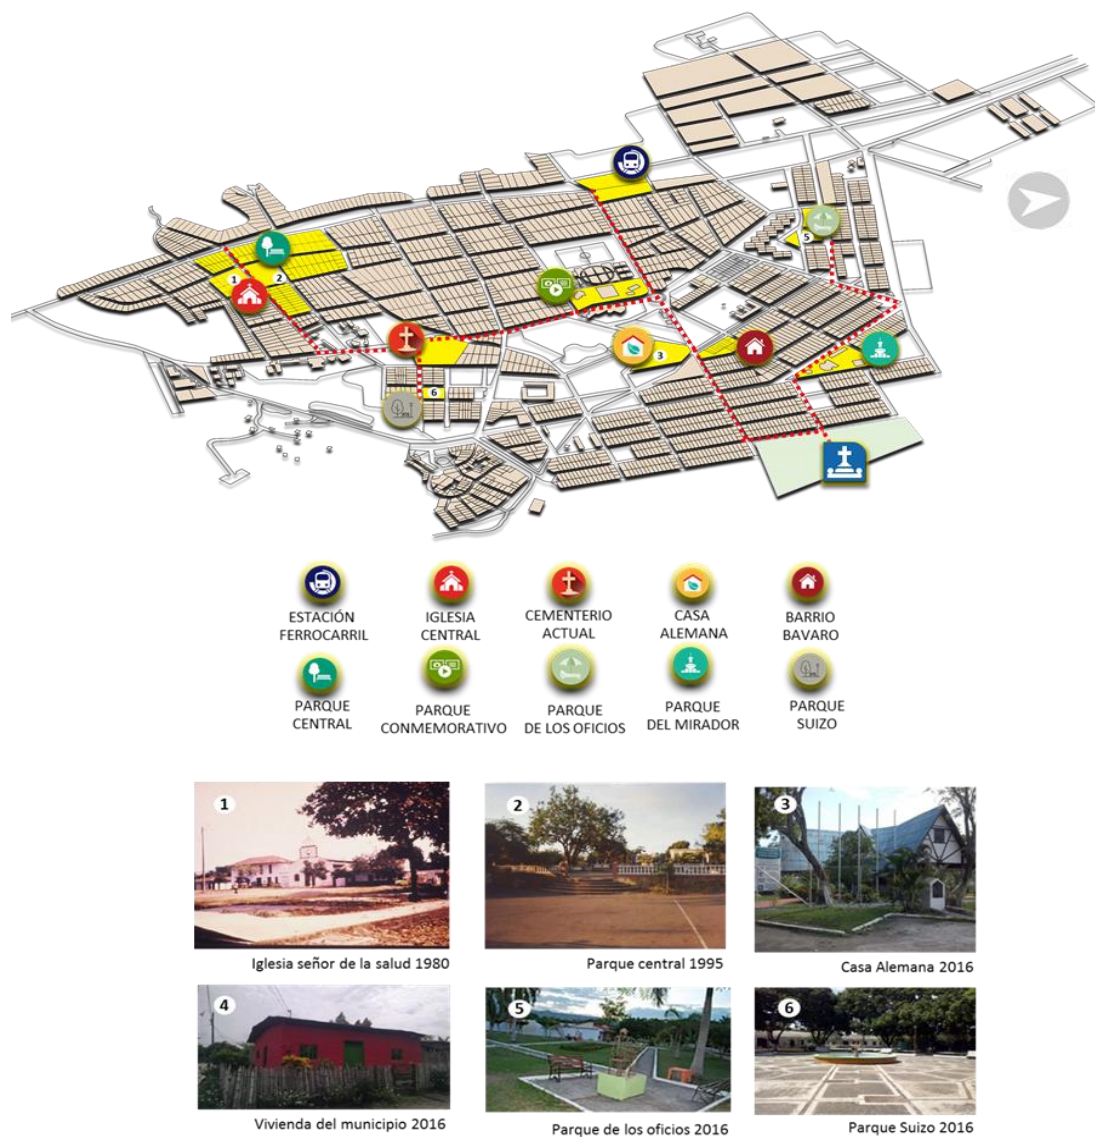 1
2
5
3
6
ESTACIÓN
FERROCARRIL
IGLESIA
CENTRAL
CEMENTERIO
ACTUAL
CASA
ALEMANA
BARRIO
BAVARO
PARQUE
CENTRAL
PARQUE
CONMEMORATIVO
PARQUE
DE LOS OFICIOS
PARQUE
DEL MIRADOR
PARQUE
SUIZO
1
2
3
Iglesia señor de la salud 1980
Parque central 1995
Casa Alemana 2016
4
5
6
Vivienda del municipio 2016
Parque de los oficios 2016
Parque Suizo 2016